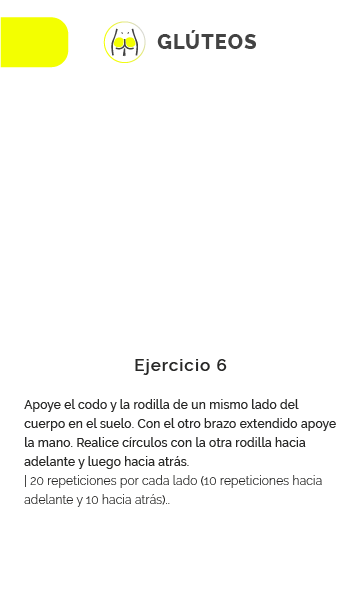 GLÚTEOS
Ejercicio 6
Apoye el codo y la rodilla de un mismo lado del
cuerpo en el suelo. Con el otro brazo extendido apoye
la mano. Realice círculos con la otra rodilla hacia
adelante y luego hacia atrás.
| 20 repeticiones por cada lado (10 repeticiones hacia
adelante y 10 hacia atrás)..